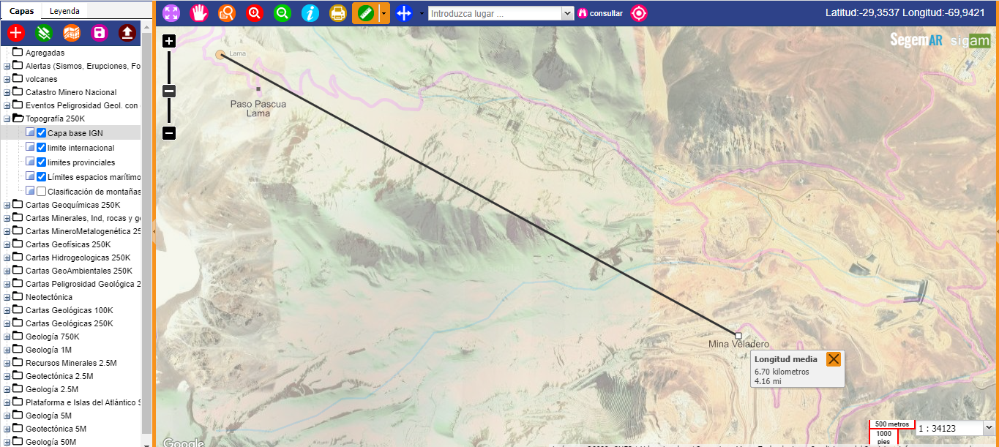 Capas
Leyenda
Introduzca lugar ...
consultar
Latitud:-29,3537 Longitud:-69,9421
Agregadas
Alertas (Sismos, Erupciones, Fo
volcanes
Catastro Minero Nacional
Eventos Peligrosidad Geol. con
Topografía 250K
Capa base IGN
limite internacional
limites provinciales
Límites espacios marítimo
Clasificación de montañas
Cartas Geoquímicas 250K
Cartas Minerales, Ind, rocas y g
Cartas MineroMetalogenética 25
Cartas Geofísicas 250K
Cartas Hidrogeologicas 250K
Cartas GeoAmbientales 250K
Cartas Peligrosidad Geológica 2
Neotectónica
Cartas Geológicas 100K
Cartas Geológicas 250K
Geología 750K
Geología 1M
Recursos Minerales 2.5M
Geotectónica 2.5M
Geología 2.5M
Plataforma e Islas del Atlántico S
Geología 5M
Geotectónica 5M
Geología 50M
SegemAR sigam
Lama
Paso Pascua
Lama
Mina Veladero
Longitud media
6.70 kilometros
4.16 mi
500 metros
1000
pies
1 : 34123
Google